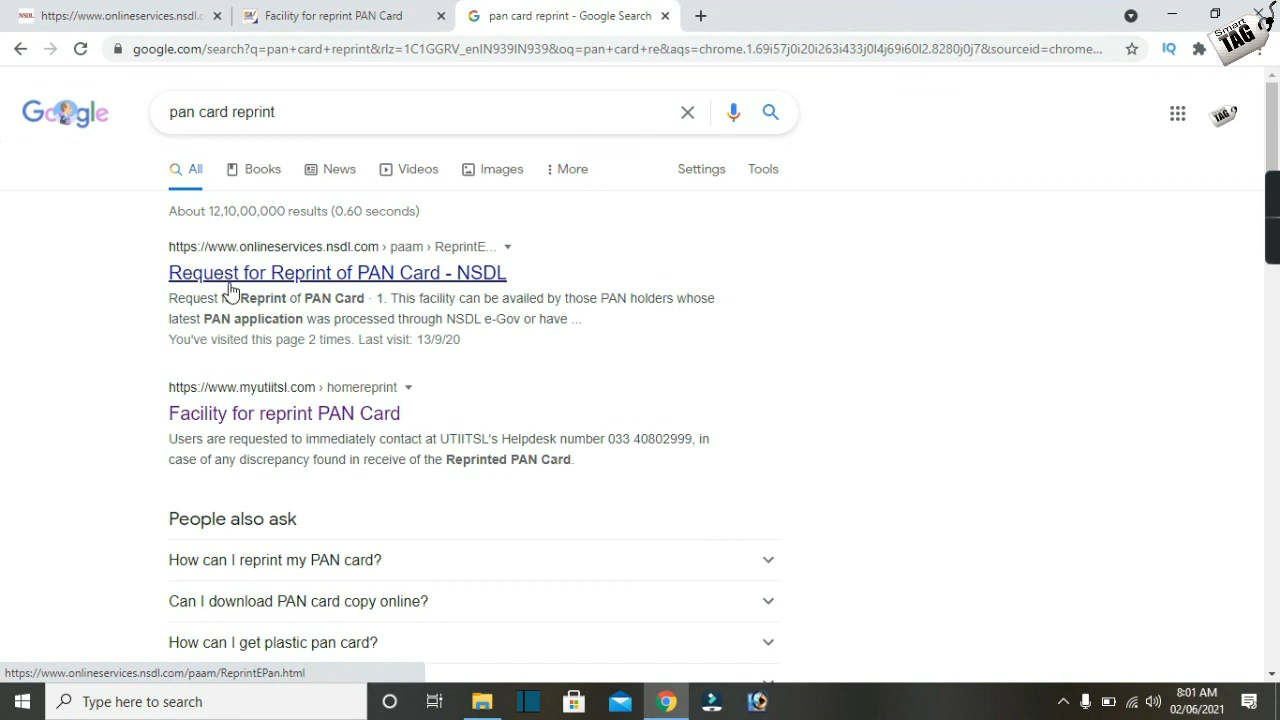 https://www.onlineservices.nsdl.c
Facility for reprint PAN Card
pan card reprint - Google Search
Smart TAG
google.com/search?q=pan+card+reprint&rlz=1C1GGRV_enIN939IN939&oq=pan+card+re&aqs=chrome.1.69i57j0i20i263i433j0l4j69i60l2.8280j0j7&sourceid=chrome...
IQ
Google
pan card reprint
TAG
All
Books
News
Videos
Images
More
Settings
Tools
About 12,10,00,000 results (0.60 seconds)
https://www.onlineservices.nsdl.com › paam › ReprintE...
Request for Reprint of PAN Card - NSDL
Request f Reprint of PAN Card · 1. This facility can be availed by those PAN holders whose
latest PAN application was processed through NSDL e-Gov or have ...
You've visited this page 2 times. Last visit: 13/9/20
https://www.myutiitsl.com › homereprint
Facility for reprint PAN Card
Users are requested to immediately contact at UTIITSL's Helpdesk number 033 40802999, in
case of any discrepancy found in receive of the Reprinted PAN Card.
People also ask
How can I reprint my PAN card?
Can I download PAN card copy online?
How can I get plastic pan card?
https://www.onlineservices.nsdl.com/paam/ReprintEPan.html
Type here to search
8:01 AM
02/06/2021